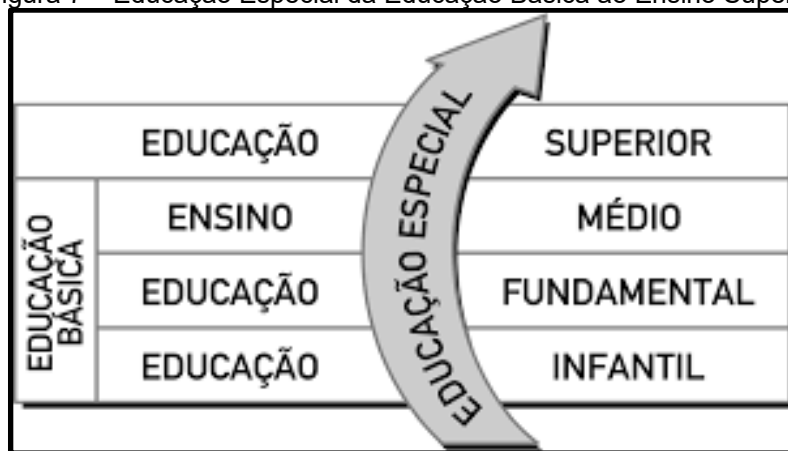 Educação Especial da Educação Básica ao Ensino
EDUCAÇÃO SUPERIOR
ENSINO MÉDIO
EDUCAÇÃO FUNDAMENTAL
EDUCAÇÃO INFANTIL
EDUCAÇÃO
BÁSICA
EDUCAÇÃO ESPECIAL